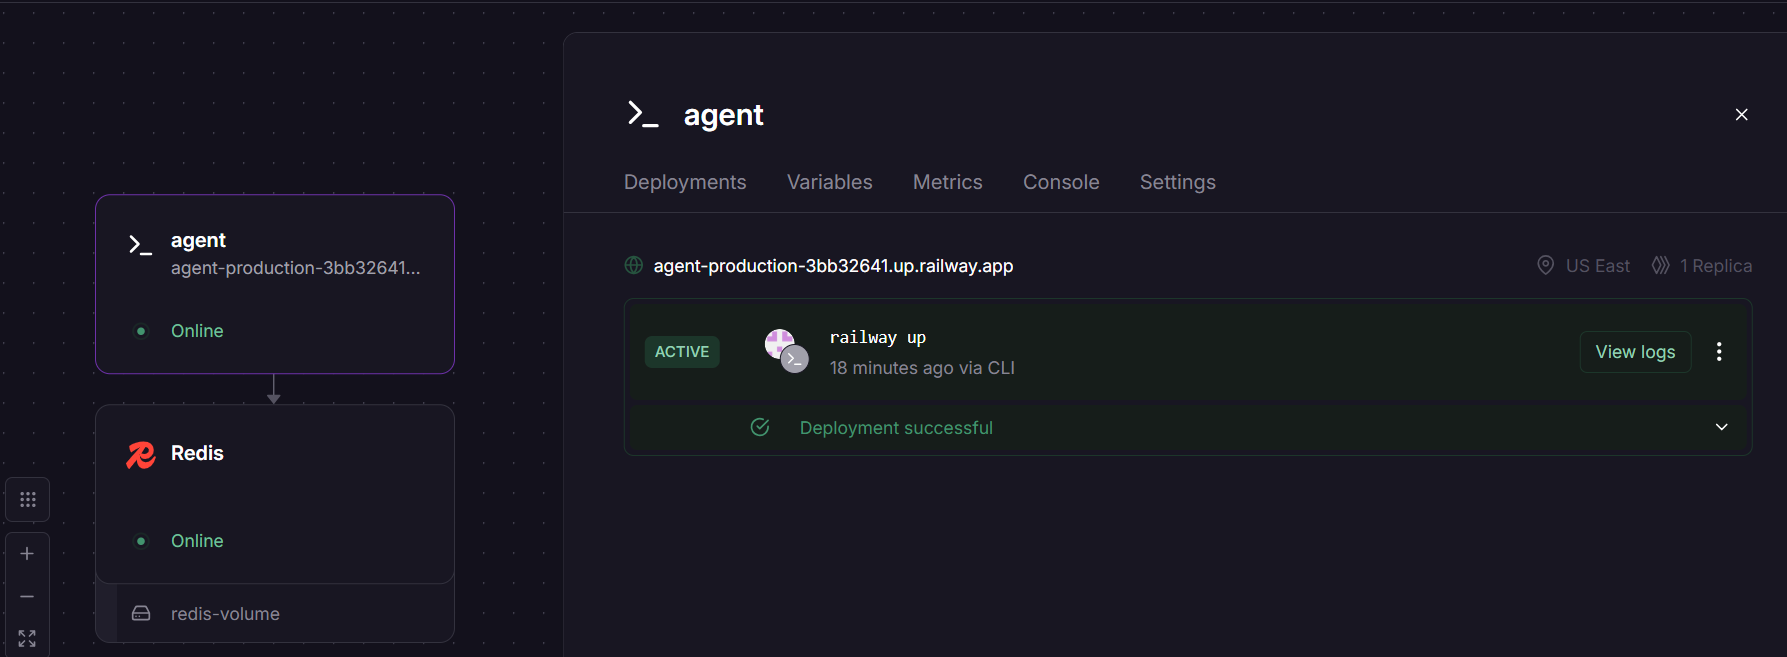 agent
agent-production-3bb32641...
Online
Redis
Online
redis-volume
agent
Deployments
Variables
Metrics
Console
Settings
agent-production-3bb32641.up.railway.app
US East
1 Replica
ACTIVE
railway up
18 minutes ago via CLI
View logs
Deployment successful